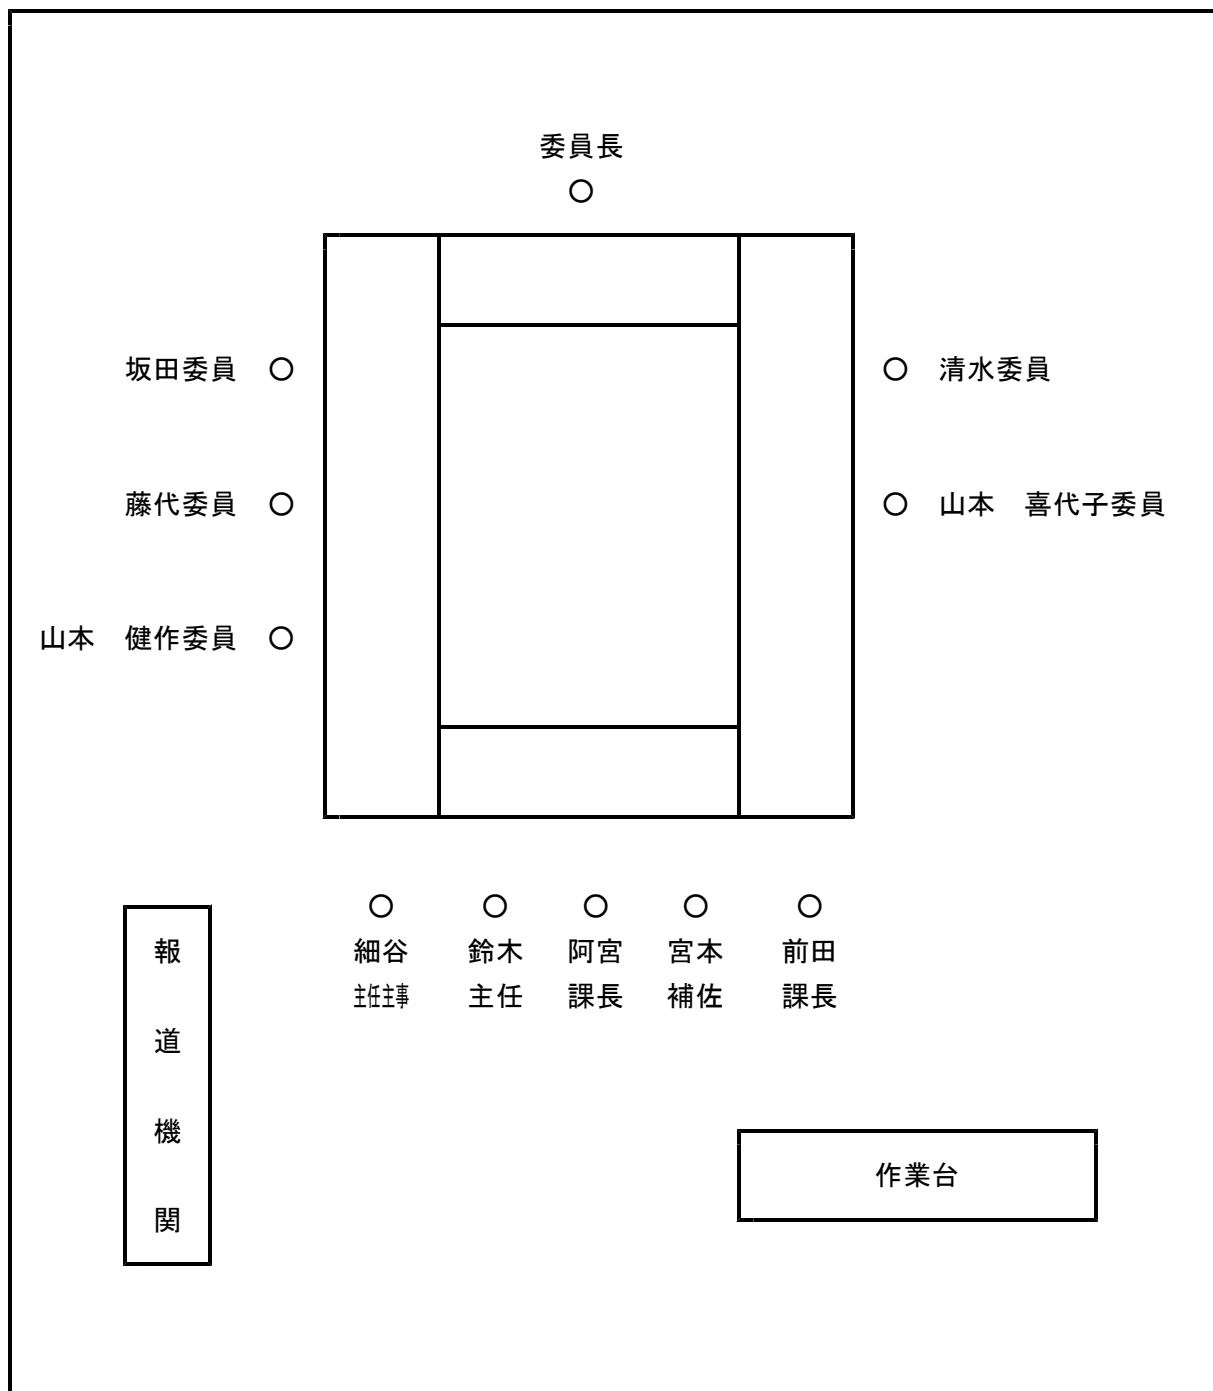 委員長
坂田委員
清水委員
藤代委員
山本　喜代子委員
山本　健作委員
細谷
主任主事
鈴木
主任
阿宮
課長
宮本
補佐
前田
課長
報道機関
作業台